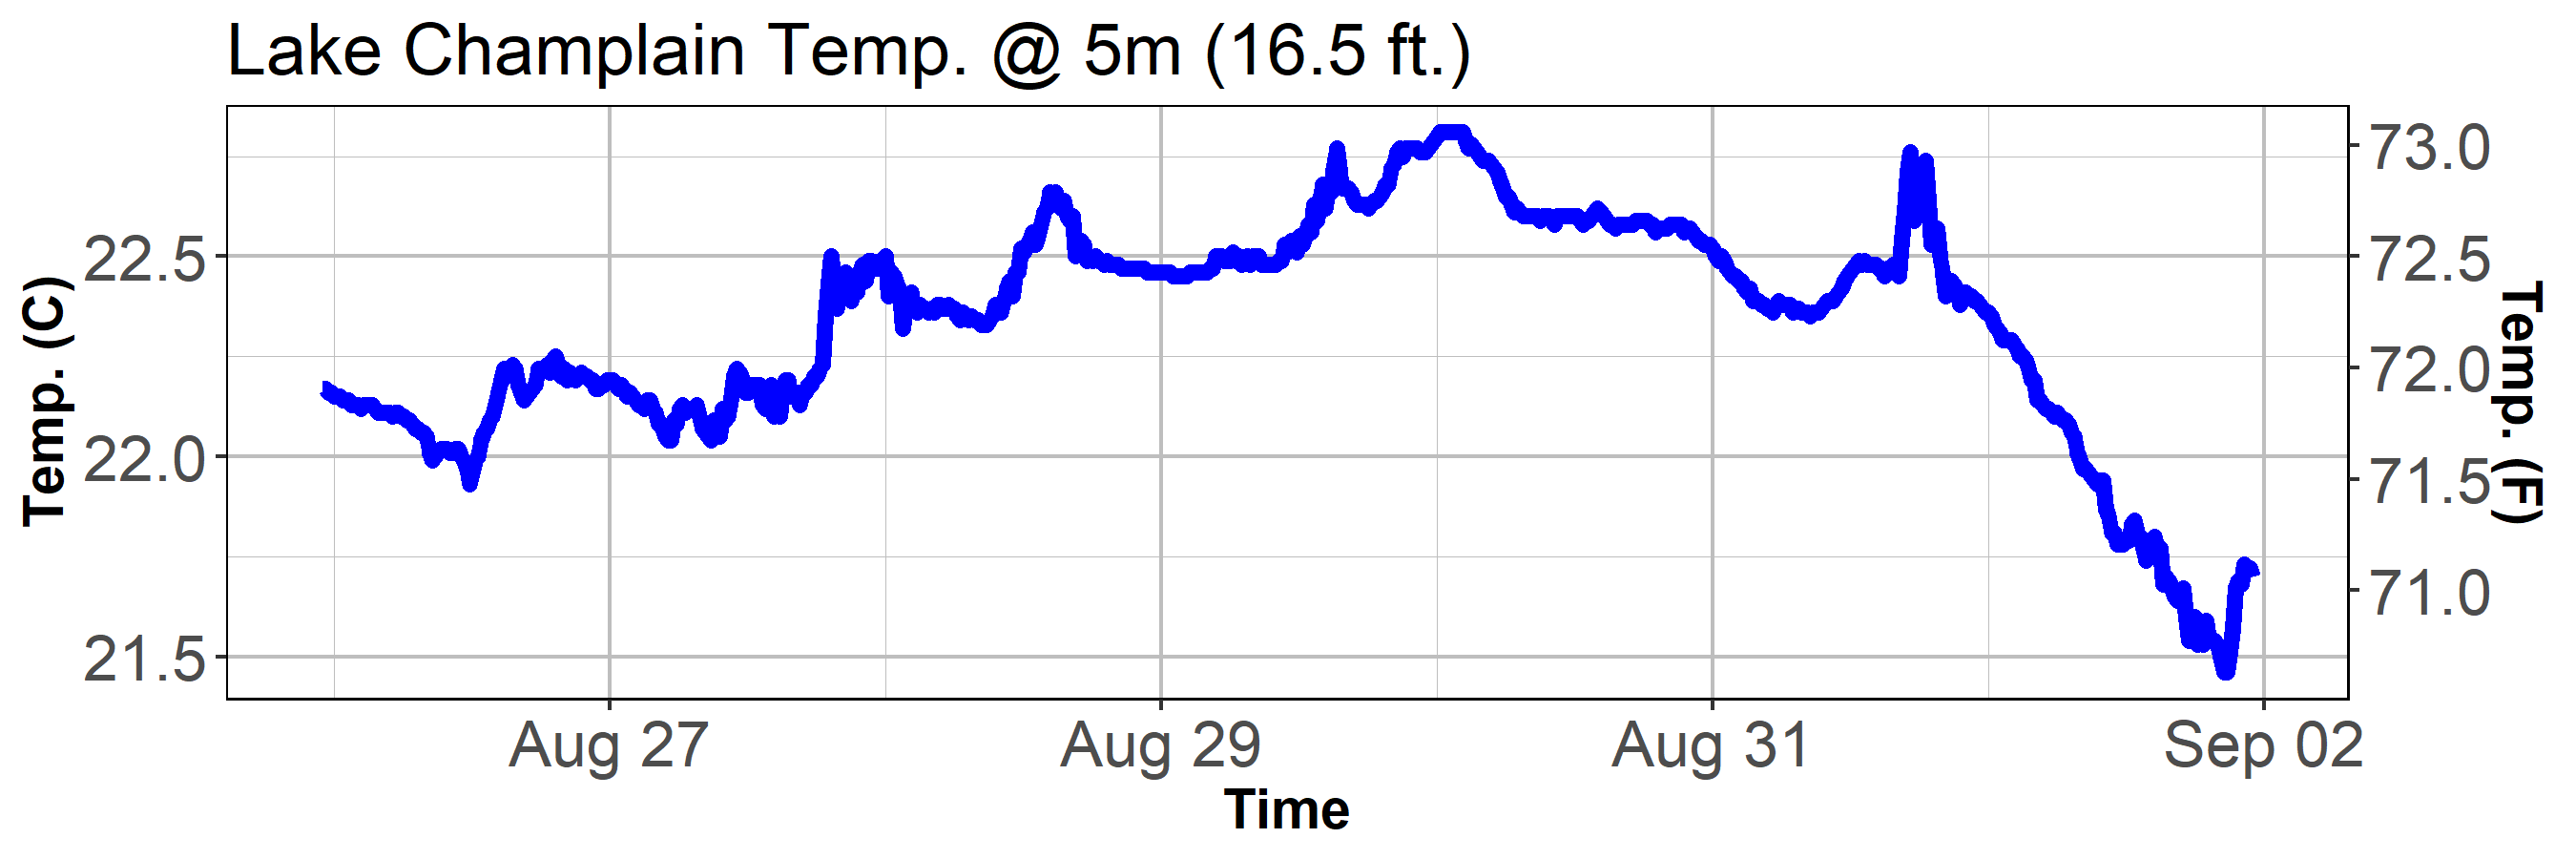 Lake Champlain Temp. @ 5m (16.5 ft.)
Temp. (C)
22.5
22.0
21.5
73.0
72.5
72.0
71.5
71.0
Temp. (F)
Aug 27 Aug 29 Aug 31 Sep 02
Time